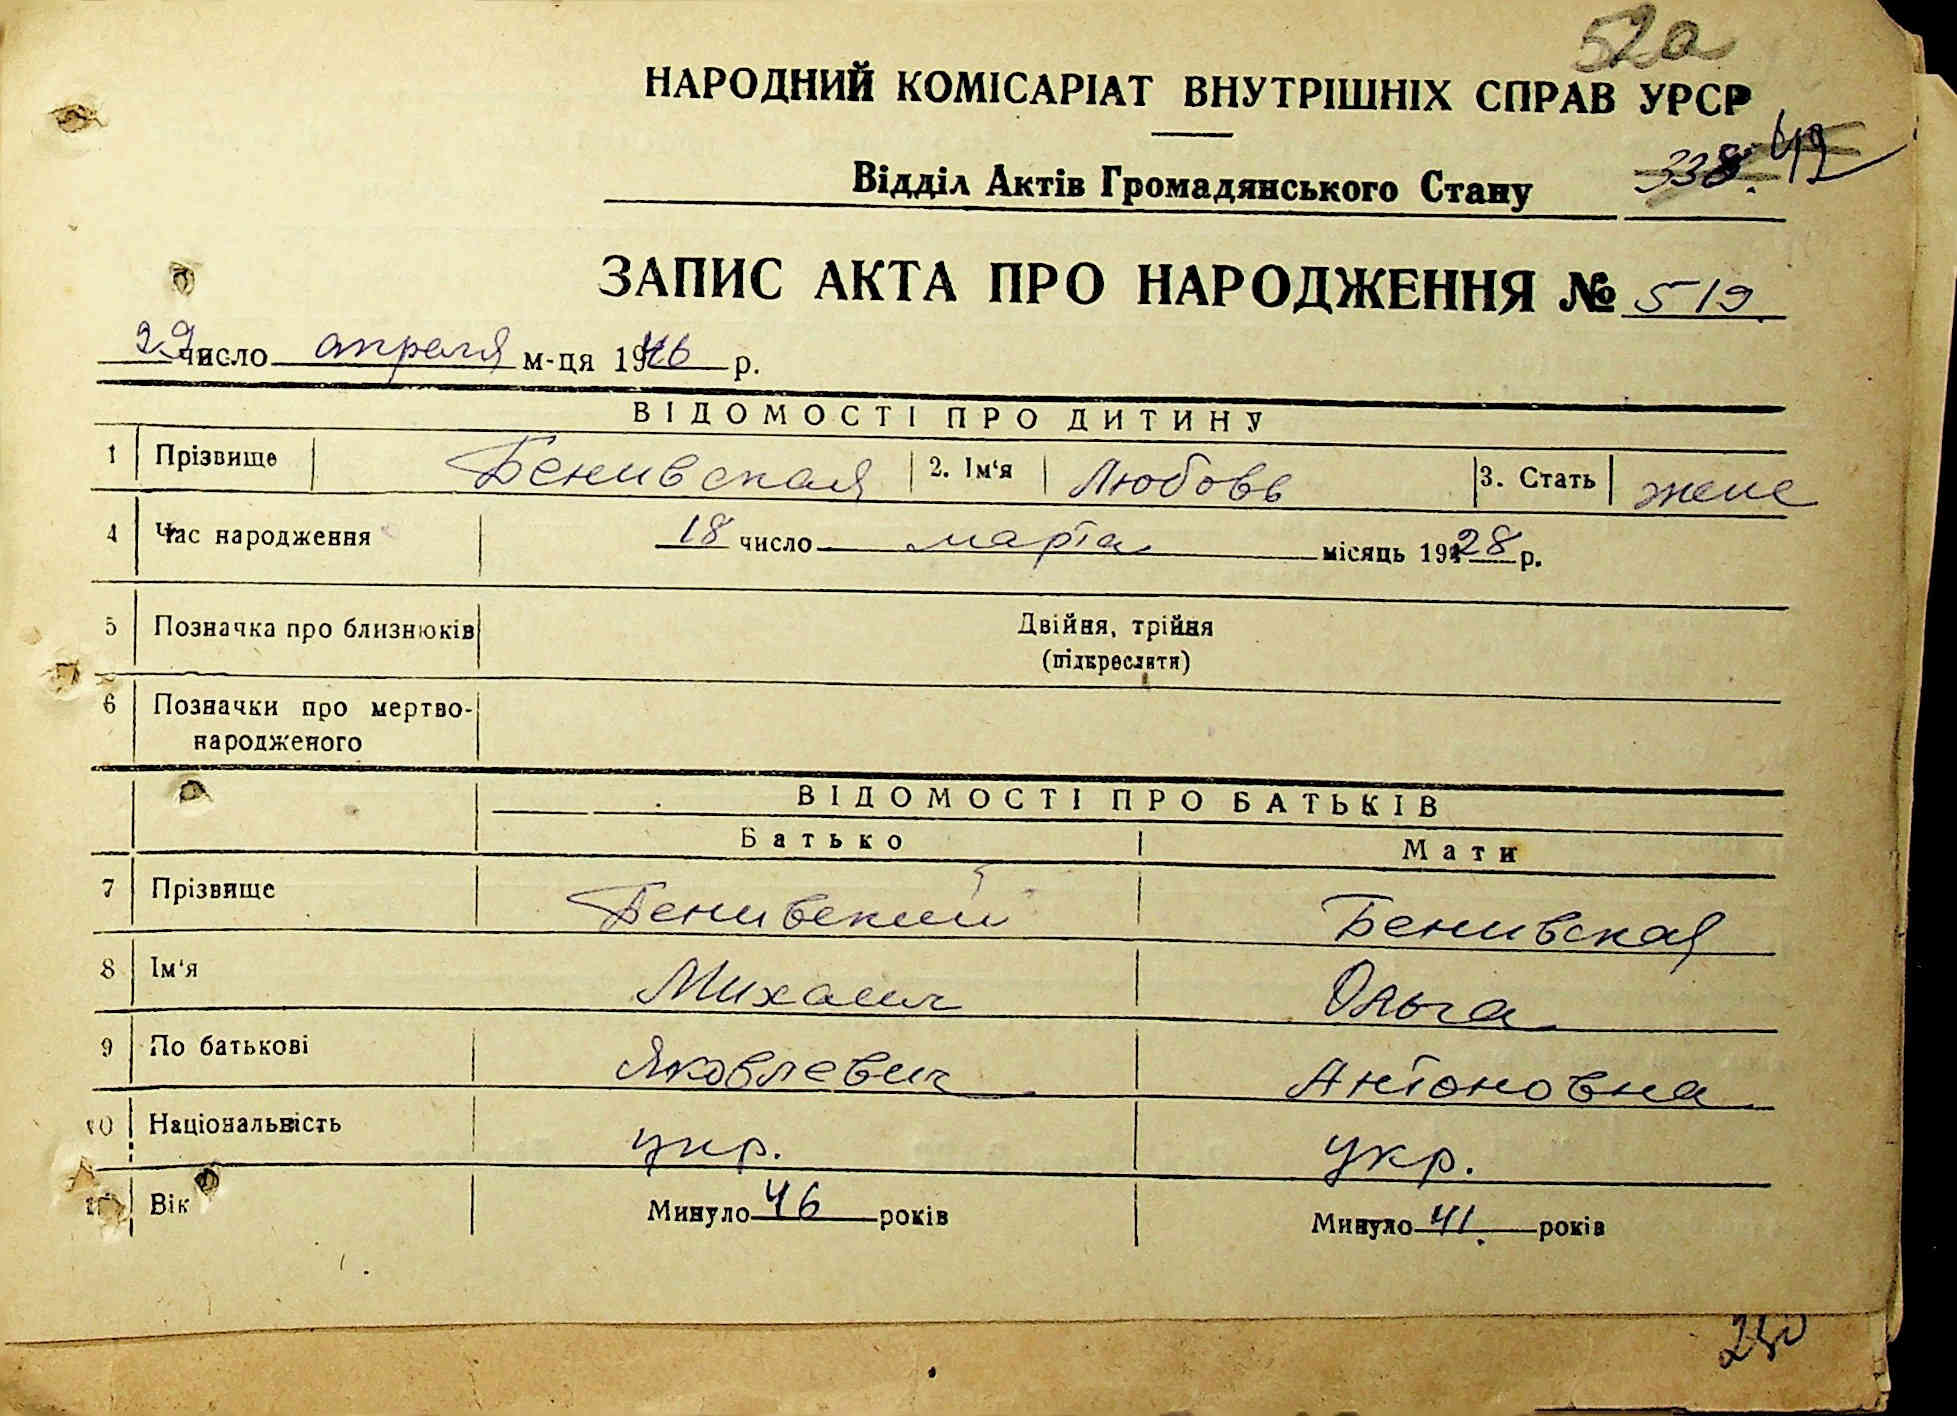 52а
НАРОДНИЙ КОМІСАРІАТ ВНУТРІШНІХ СПРАВ УРСР
Відділ Актів Громадянського Стану 338.
ЗАПИС АКТА ПРО НАРОДЖЕННЯ № 519.
29 число апреля м-ця 1946 р.
ВІДОМОСТІ ПРО ДИТИНУ
1 Прізвище Бенивская 2. Ім‘я Любовь 3. Стать жене
4 Час народження 18 число марта місяць 1928 р.
5 Позначка про близнюків Двійня, трійня
(підкреслити)
6 Позначки про мертво-
народженого
ВІДОМОСТІ ПРО БАТЬКІВ
Батько Мати
7 Прізвище Бенивский Бенивская
8 Ім‘я Михаил Ольга
9 По батькові Яковлевич Антоновна
10 Національність укр. укр.
11 Вік Минуло 46 років Минуло 41. років